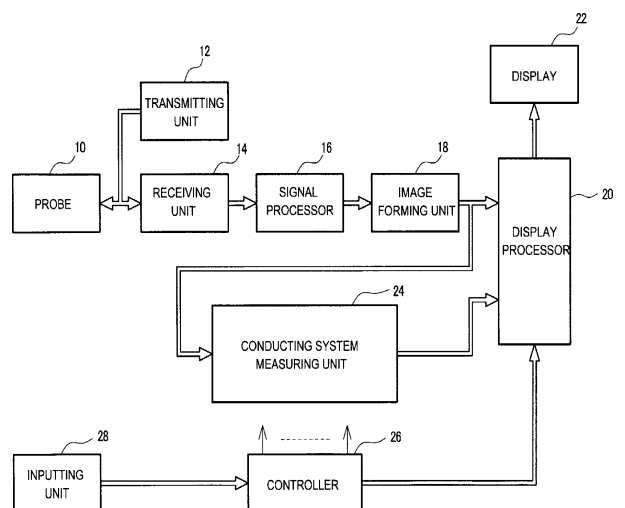 22
DISPLAY
12
TRANSMITTING
UNIT
10
PROBE
14
RECEIVING
UNIT
16
SIGNAL
PROCESSOR
18
IMAGE
FORMING UNIT
20
DISPLAY
PROCESSOR
24
CONDUCTING SYSTEM
MEASURING UNIT
28
INPUTTING
UNIT
26
CONTROLLER